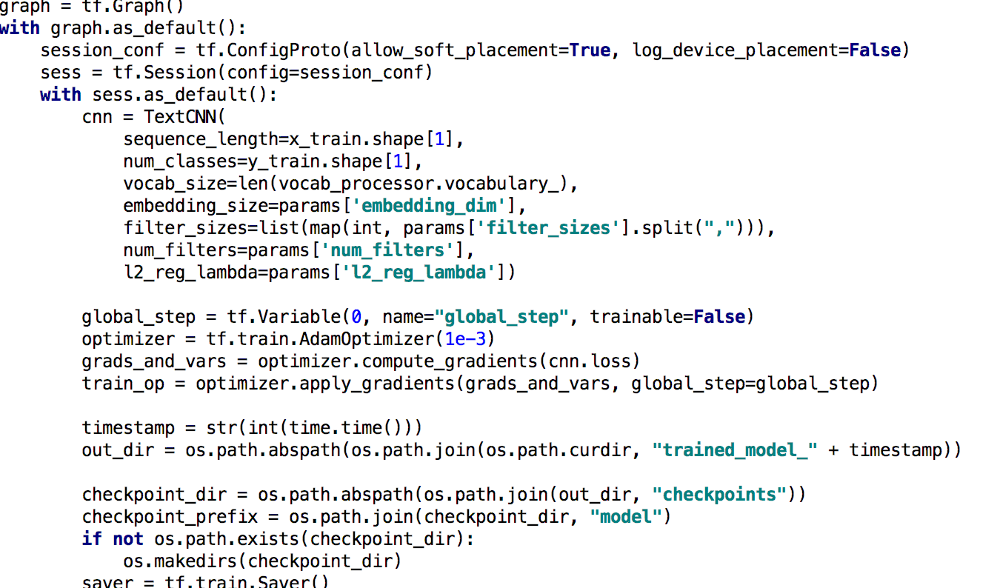 graph = tf.Graph()
with graph.as_default():
    session_conf = tf.ConfigProto(allow_soft_placement=True, log_device_placement=False)
    sess = tf.Session(config=session_conf)
    with sess.as_default():
        cnn = TextCNN(
            sequence_length=x_train.shape[1],
            num_classes=y_train.shape[1],
            vocab_size=len(vocab_processor.vocabulary_),
            embedding_size=params['embedding_dim'],
            filter_sizes=list(map(int, params['filter_sizes'].split(","))),
            num_filters=params['num_filters'],
            l2_reg_lambda=params['l2_reg_lambda'])

        global_step = tf.Variable(0, name="global_step", trainable=False)
        optimizer = tf.train.AdamOptimizer(1e-3)
        grads_and_vars = optimizer.compute_gradients(cnn.loss)
        train_op = optimizer.apply_gradients(grads_and_vars, global_step=global_step)

        timestamp = str(int(time.time()))
        out_dir = os.path.abspath(os.path.join(os.path.curdir, "trained_model_" + timestamp))

        checkpoint_dir = os.path.abspath(os.path.join(out_dir, "checkpoints"))
        checkpoint_prefix = os.path.join(checkpoint_dir, "model")
        if not os.path.exists(checkpoint_dir):
            os.makedirs(checkpoint_dir)
        saver = tf.train.Saver()